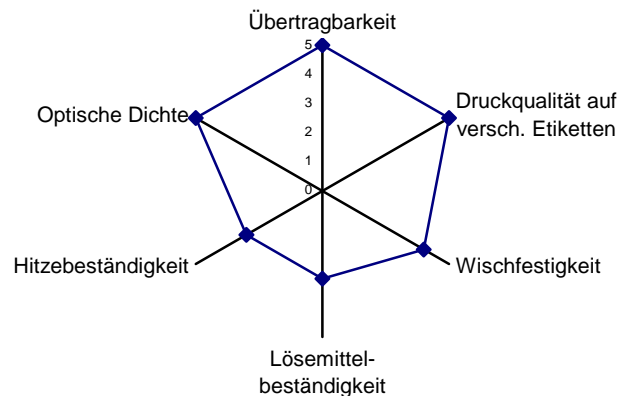 Übertragbarkeit
5
4
3
2
1
0
Druckqualität auf
versch. Etiketten
Wischfestigkeit
Lösemittel-
beständigkeit
Hitzebeständigkeit
Optische Dichte